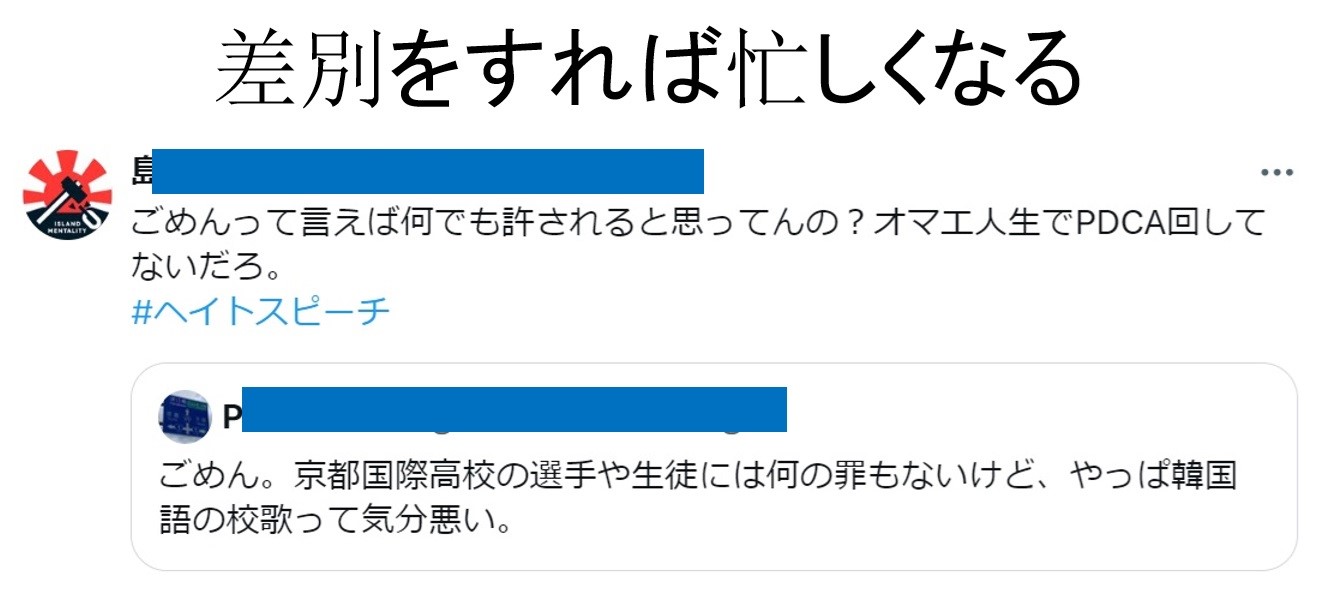 差別をすれば忙しくなる
島
ISLAND
MENTALITY
ごめんって言えば何でも許されると思ってんの？オマエ人生でPDCA回して
ないだろ。
#ヘイトスピーチ
P
ごめん。京都国際高校の選手や生徒には何の罪もないけど、やっぱ韓国
語の校歌って気分悪い。